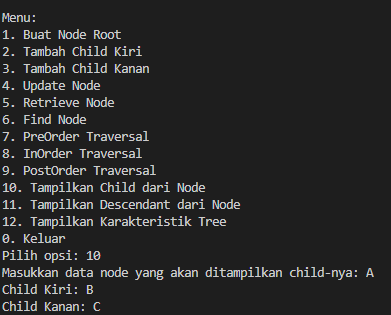 Menu:
1. Buat Node Root
2. Tambah Child Kiri
3. Tambah Child Kanan
4. Update Node
5. Retrieve Node
6. Find Node
7. PreOrder Traversal
8. InOrder Traversal
9. PostOrder Traversal
10. Tampilkan Child dari Node
11. Tampilkan Descendant dari Node
12. Tampilkan Karakteristik Tree
0. Keluar
Pilih opsi: 10
Masukkan data node yang akan ditampilkan child-nya: A
Child Kiri: B
Child Kanan: C